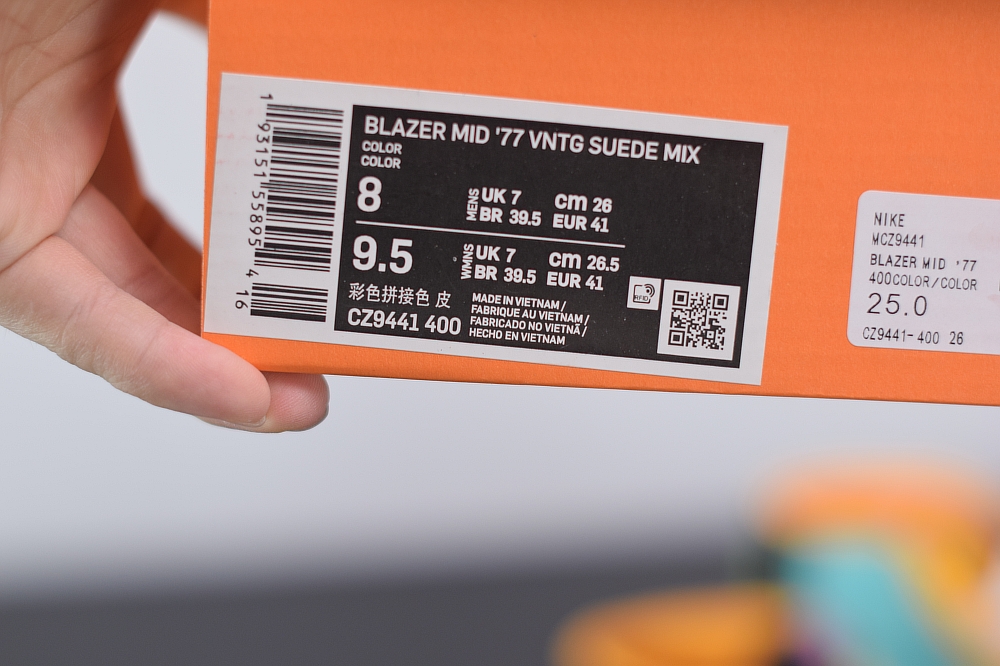 1 93151 55895 4 16
BLAZER MID '77 VNTG SUEDE MIX
COLOR
COLOR
8
MENS
UK 7 cm 26
BR 39.5 EUR 41
9.5
WMNS
UK 7 cm 26.5
BR 39.5 EUR 41
彩色拼接色 皮
CZ9441 400
MADE IN VIETNAM /
FABRIQUE AU VIETNAM /
FABRICADO NO VIETNÃ /
HECHO EN VIETNAM
RFID
NIKE
MCZ9441
BLAZER MID '77
400COLOR/COLOR
25.0
CZ9441-400 26